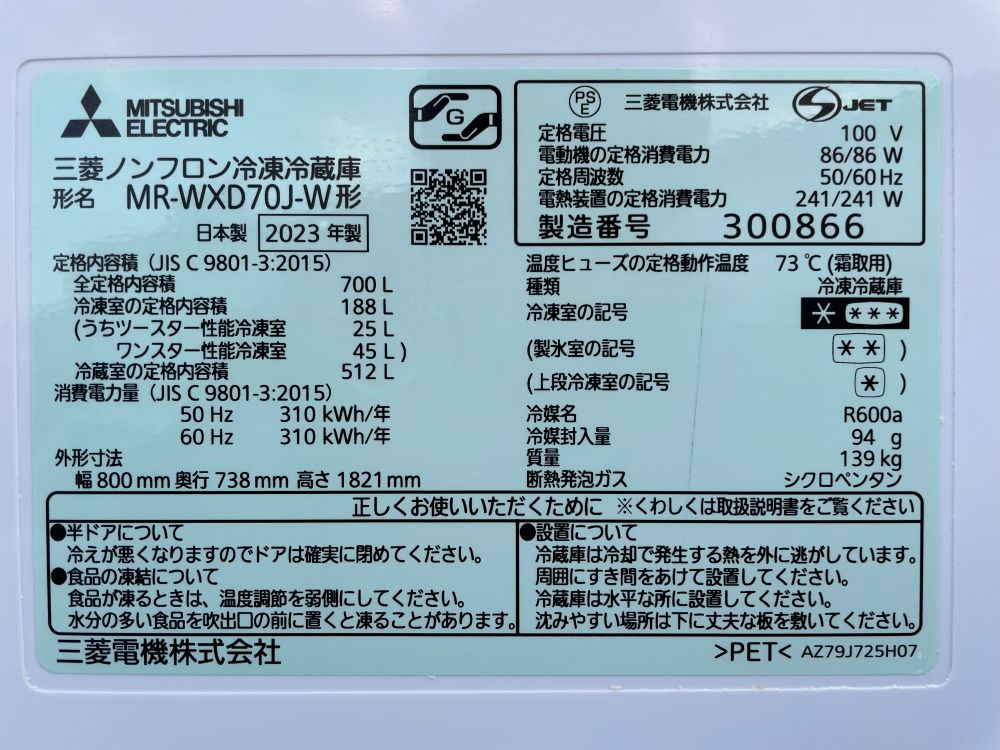 MITSUBISHI
ELECTRIC
G
三菱ノンフロン冷凍冷蔵庫
形名 MR-WXD70J-W形
日本製 2023 年製
定格内容積 (JIS C 9801-3:2015)
全定格内容積 700 L
冷凍室の定格内容積 188 L
(うちツースター性能冷凍室 25 L
ワンスター性能冷凍室 45 L )
冷蔵室の定格内容積 512 L
消費電力量 (JIS C 9801-3:2015)
50 Hz 310 kWh/年
60 Hz 310 kWh/年
外形寸法
幅 800 mm 奥行 738 mm 高さ 1821 mm
PS
E 三菱電機株式会社 S JET
定格電圧 100 V
電動機の定格消費電力 86/86 W
定格周波数 50/60 Hz
電熱装置の定格消費電力 241/241 W
製造番号 300866
温度ヒューズの定格動作温度 73 ℃ (霜取用)
種類 冷凍冷蔵庫
冷凍室の記号 * ***
(製氷室の記号 ** )
(上段冷凍室の記号 * )
冷媒名 R600a
冷媒封入量 94 g
質量 139 kg
断熱発泡ガス シクロペンタン
正しくお使いいただくために ※くわしくは取扱説明書をご覧ください
●半ドアについて
冷えが悪くなりますのでドアは確実に閉めてください。
●食品の凍結について
食品が凍るときは、温度調節を弱側にしてください。
水分の多い食品を吹出口の前に置くと凍ることがあります。
●設置について
冷蔵庫は冷却で発生する熱を外に逃がしています。
周囲にすき間をあけて設置してください。
冷蔵庫は水平な所に設置してください。
沈みやすい場所は下に丈夫な板を敷いてください。
三菱電機株式会社
>PET< AZ79J725H07